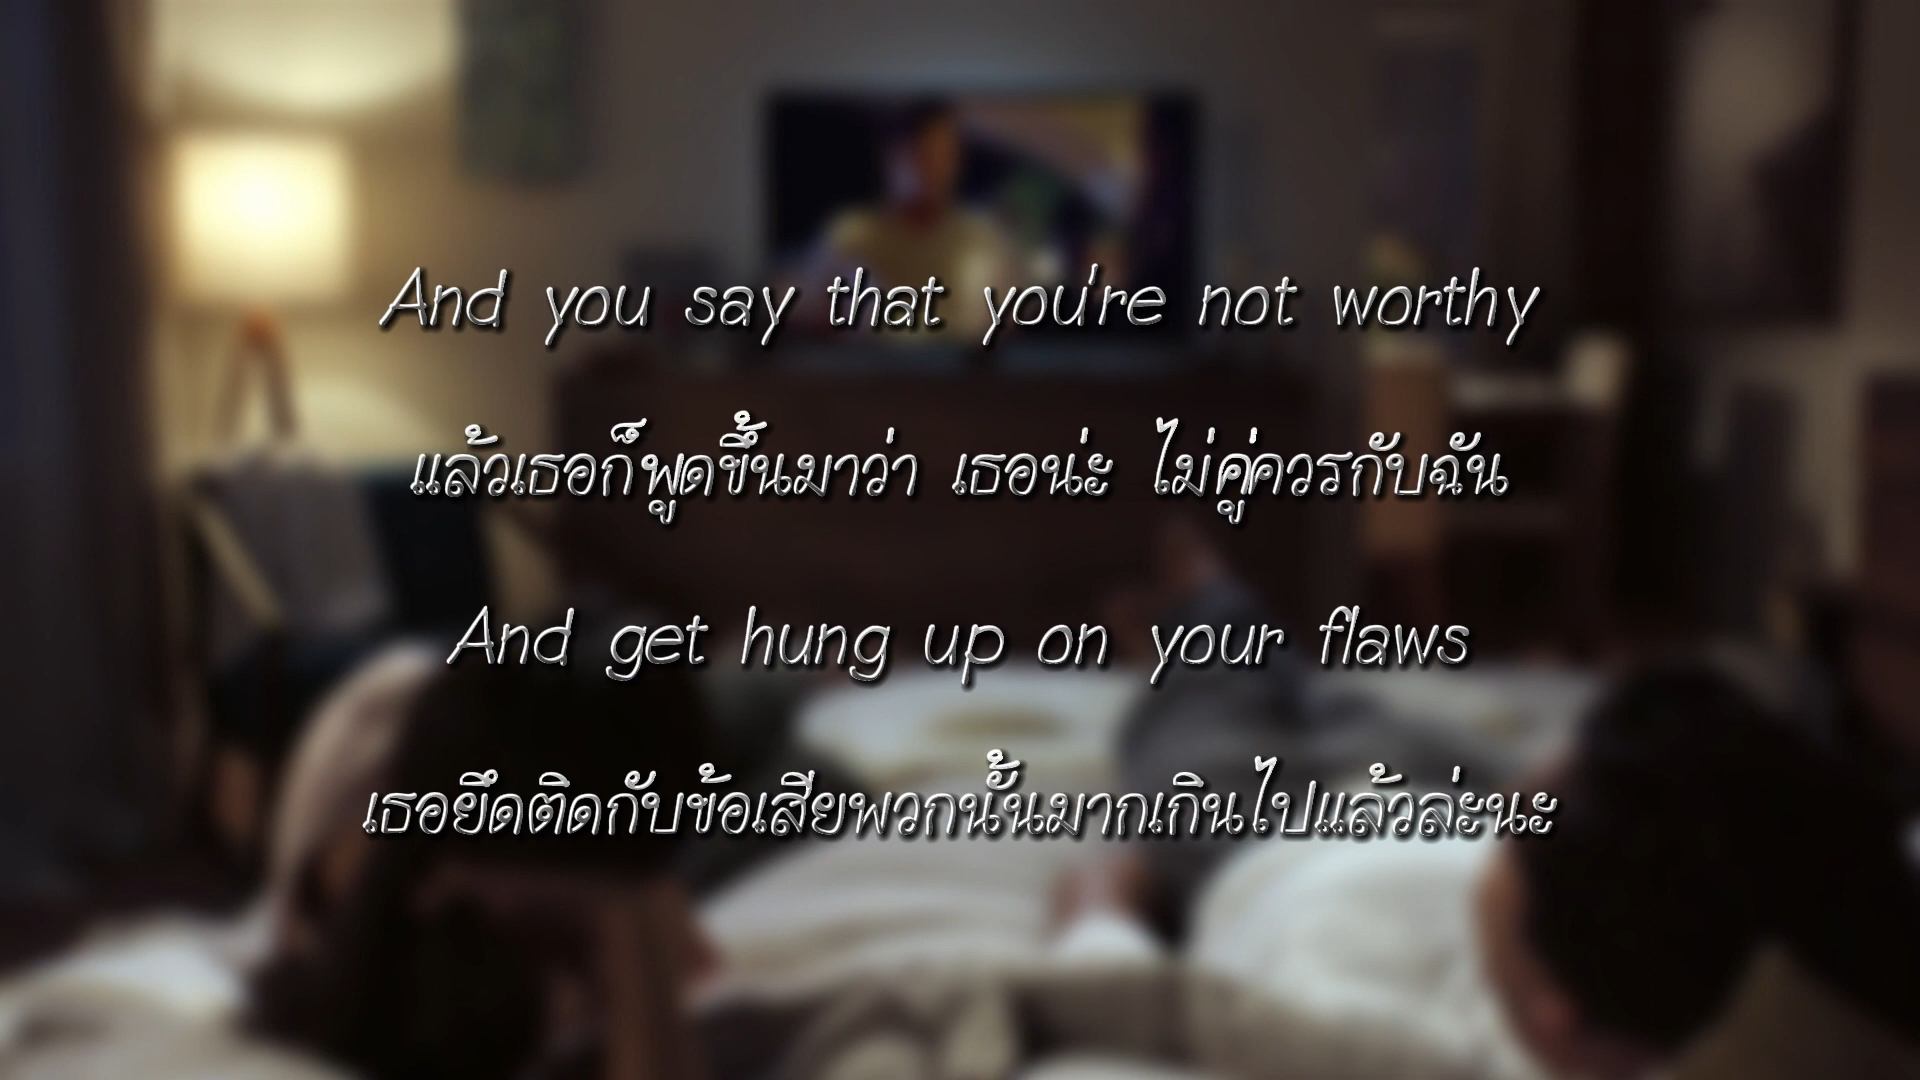 And you say that you're not worthy
แล้วเธอก็พูดขึ้นมาว่า เธอน่ะ ไม่คู่ควรกับฉัน
And get hung up on your flaws
เธอยึดติดกับข้อเสียพวกนั้นมากเกินไปแล้วล่ะนะ